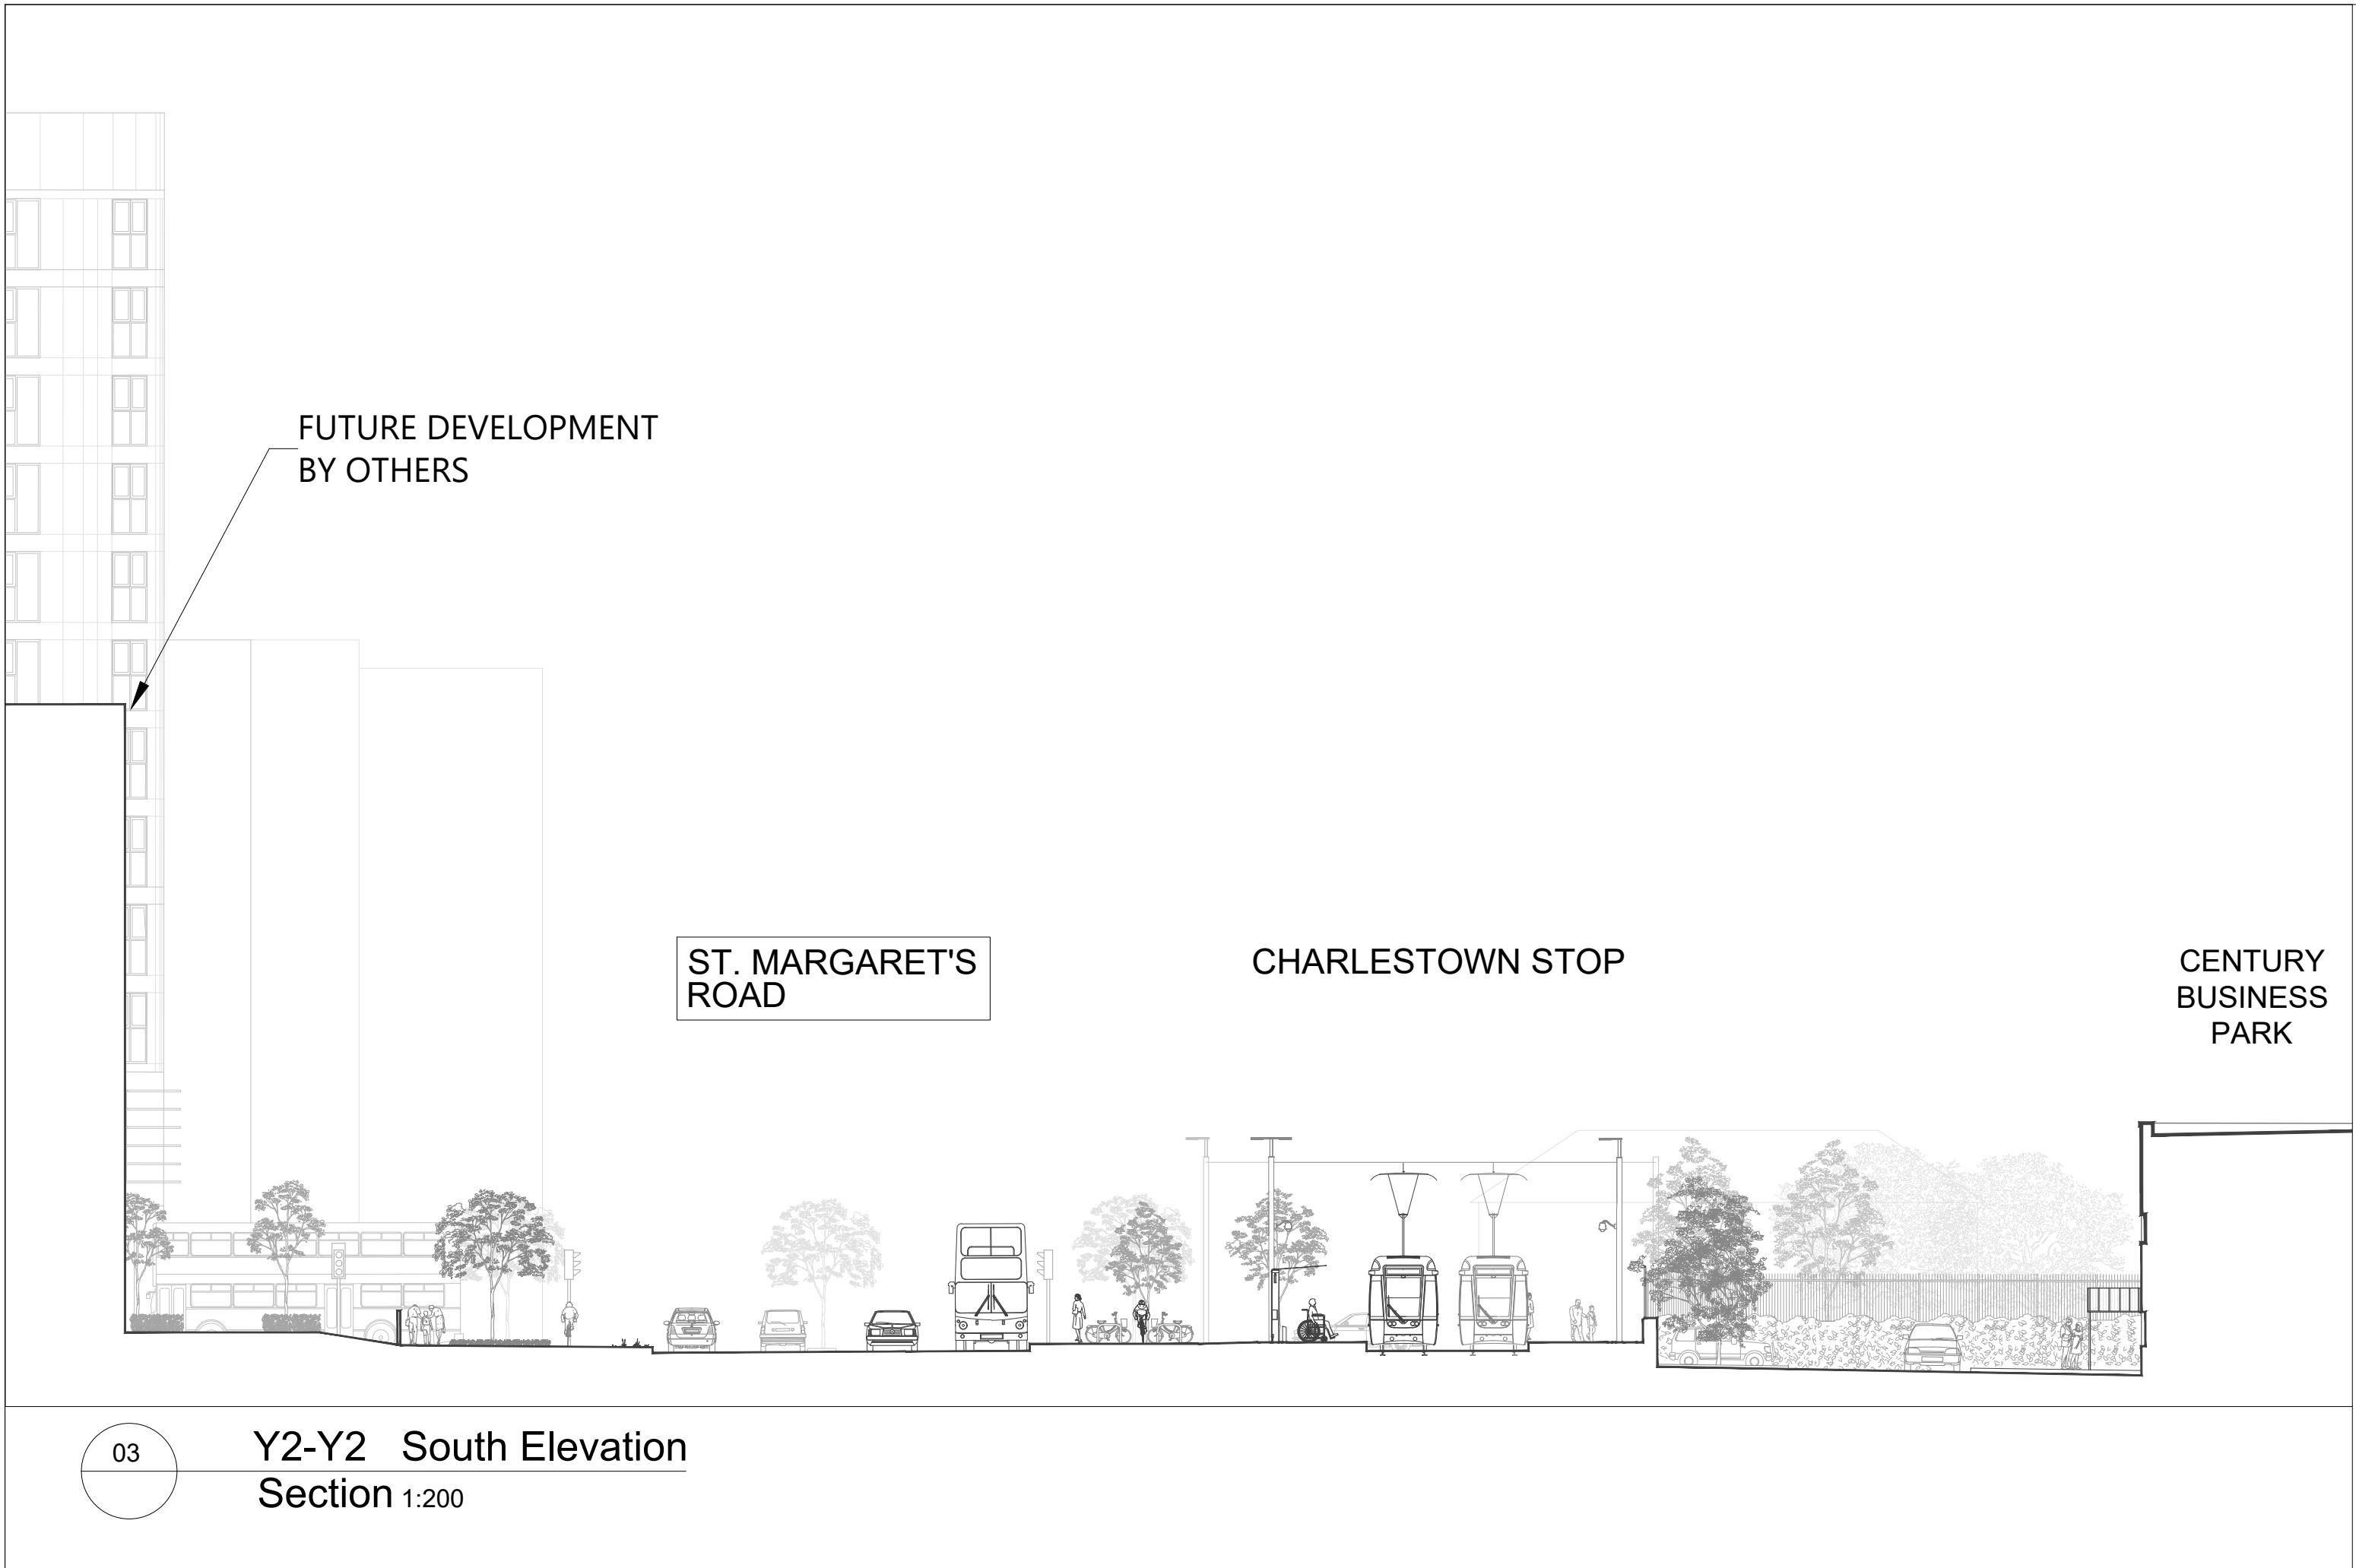 FUTURE DEVELOPMENT
BY OTHERS
ST. MARGARET'S
ROAD
CHARLESTOWN STOP
CENTURY
BUSINESS
PARK
03
Y2-Y2 South Elevation
Section 1:200